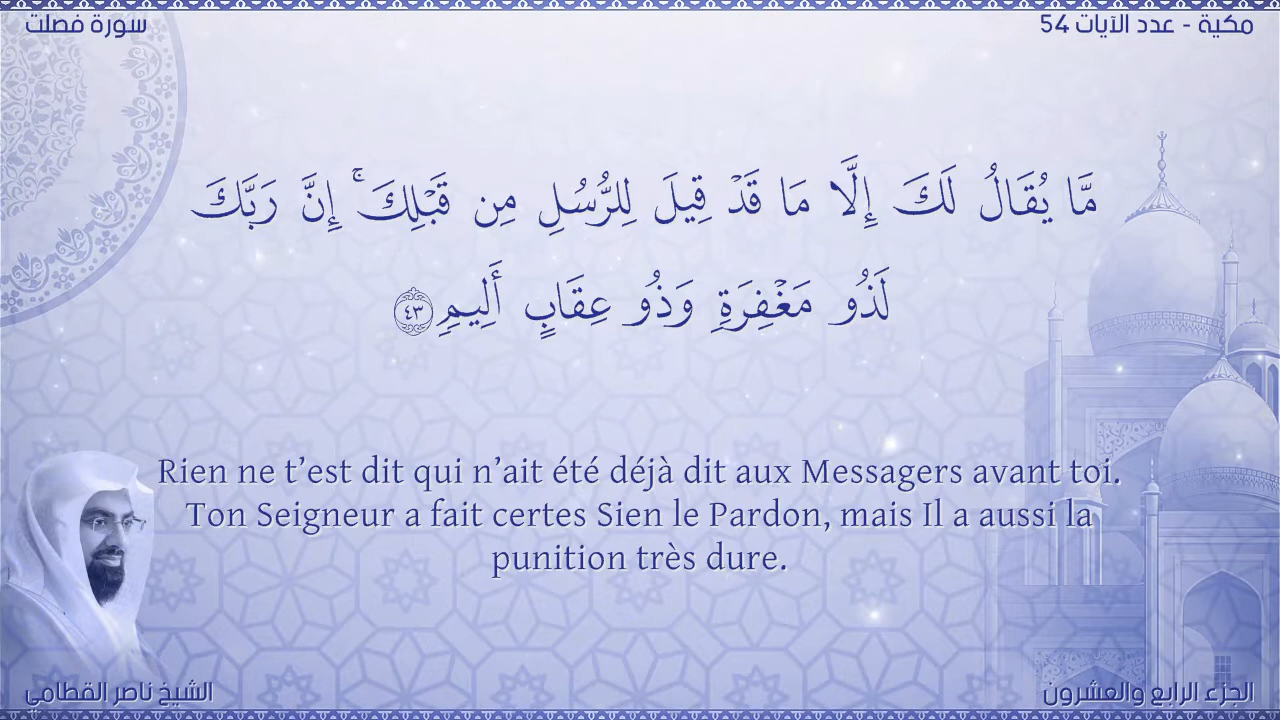 سورة فصلت
مكية - عدد الآيات 54
مَّا يُقَالُ لَكَ إِلَّا مَا قَدْ قِيلَ لِلرُّسُلِ مِن قَبْلِكَ ۚ إِنَّ رَبَّكَ
لَذُو مَغْفِرَةٍ وَذُو عِقَابٍ أَلِيمٍ ٤٣
Rien ne t’est dit qui n’ait été déjà dit aux Messagers avant toi.
Ton Seigneur a fait certes Sien le Pardon, mais Il a aussi la
punition très dure.
الشيخ ناصر القطامي
الجزء الرابع والعشرون